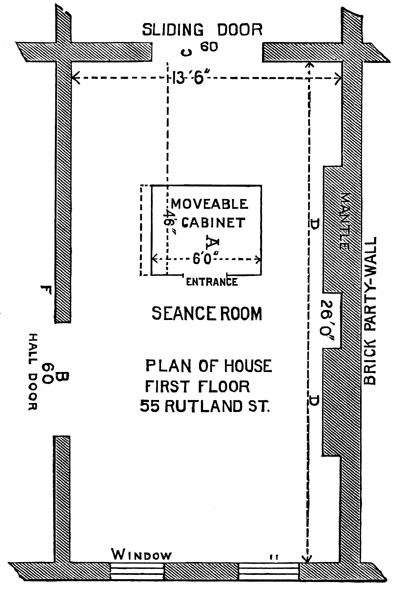 SLIDING DOOR
C 60
13'6"
MOVEABLE
CABINET
A
4'6"
6'0"
ENTRANCE
MANTLE
D
F
SEANCE ROOM
26'0"
BRICK PARTY-WALL
B
60
HALL DOOR
PLAN OF HOUSE
FIRST FLOOR
55 RUTLAND ST.
D
WINDOW "